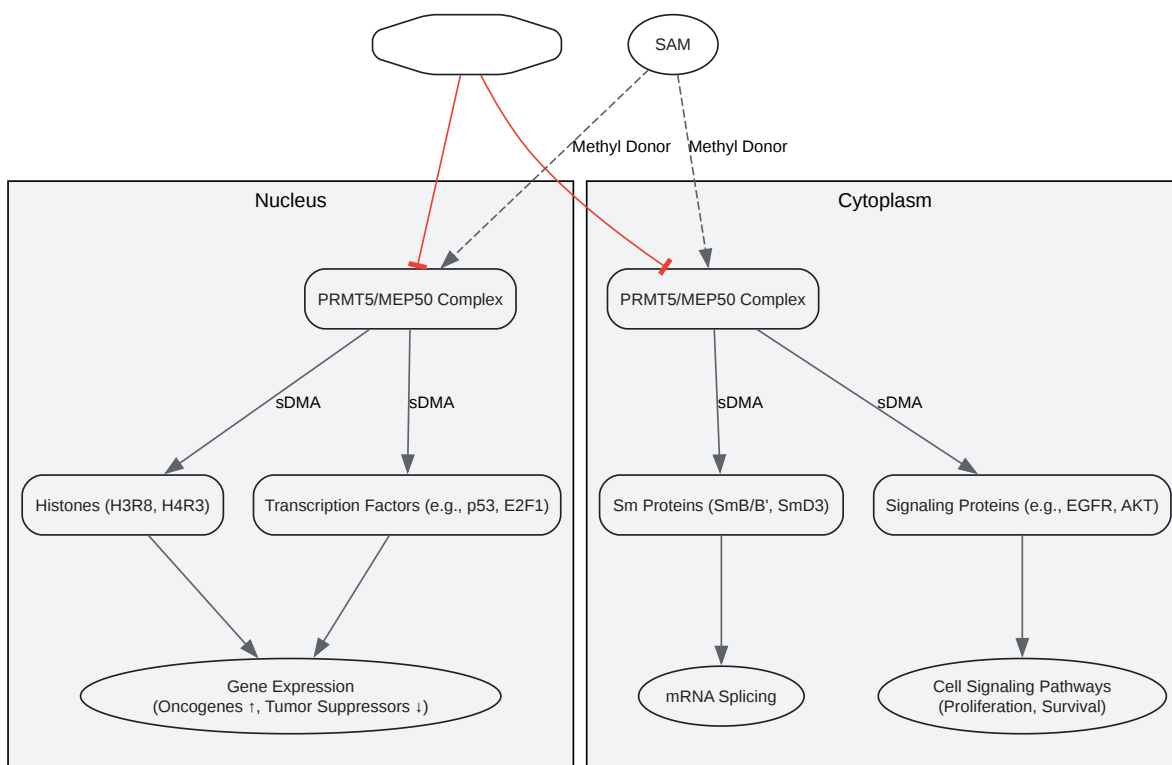 SAM
Methyl Donor
Methyl Donor
Nucleus
Cytoplasm
PRMT5/MEP50 Complex
PRMT5/MEP50 Complex
sDMA
sDMA
sDMA
sDMA
Histones (H3R8, H4R3)
Transcription Factors (e.g., p53, E2F1)
Sm Proteins (SmB/B', SmD3)
Signaling Proteins (e.g., EGFR, AKT)
Gene Expression
(Oncogenes ↑, Tumor Suppressors ↓)
mRNA Splicing
Cell Signaling Pathways
(Proliferation, Survival)